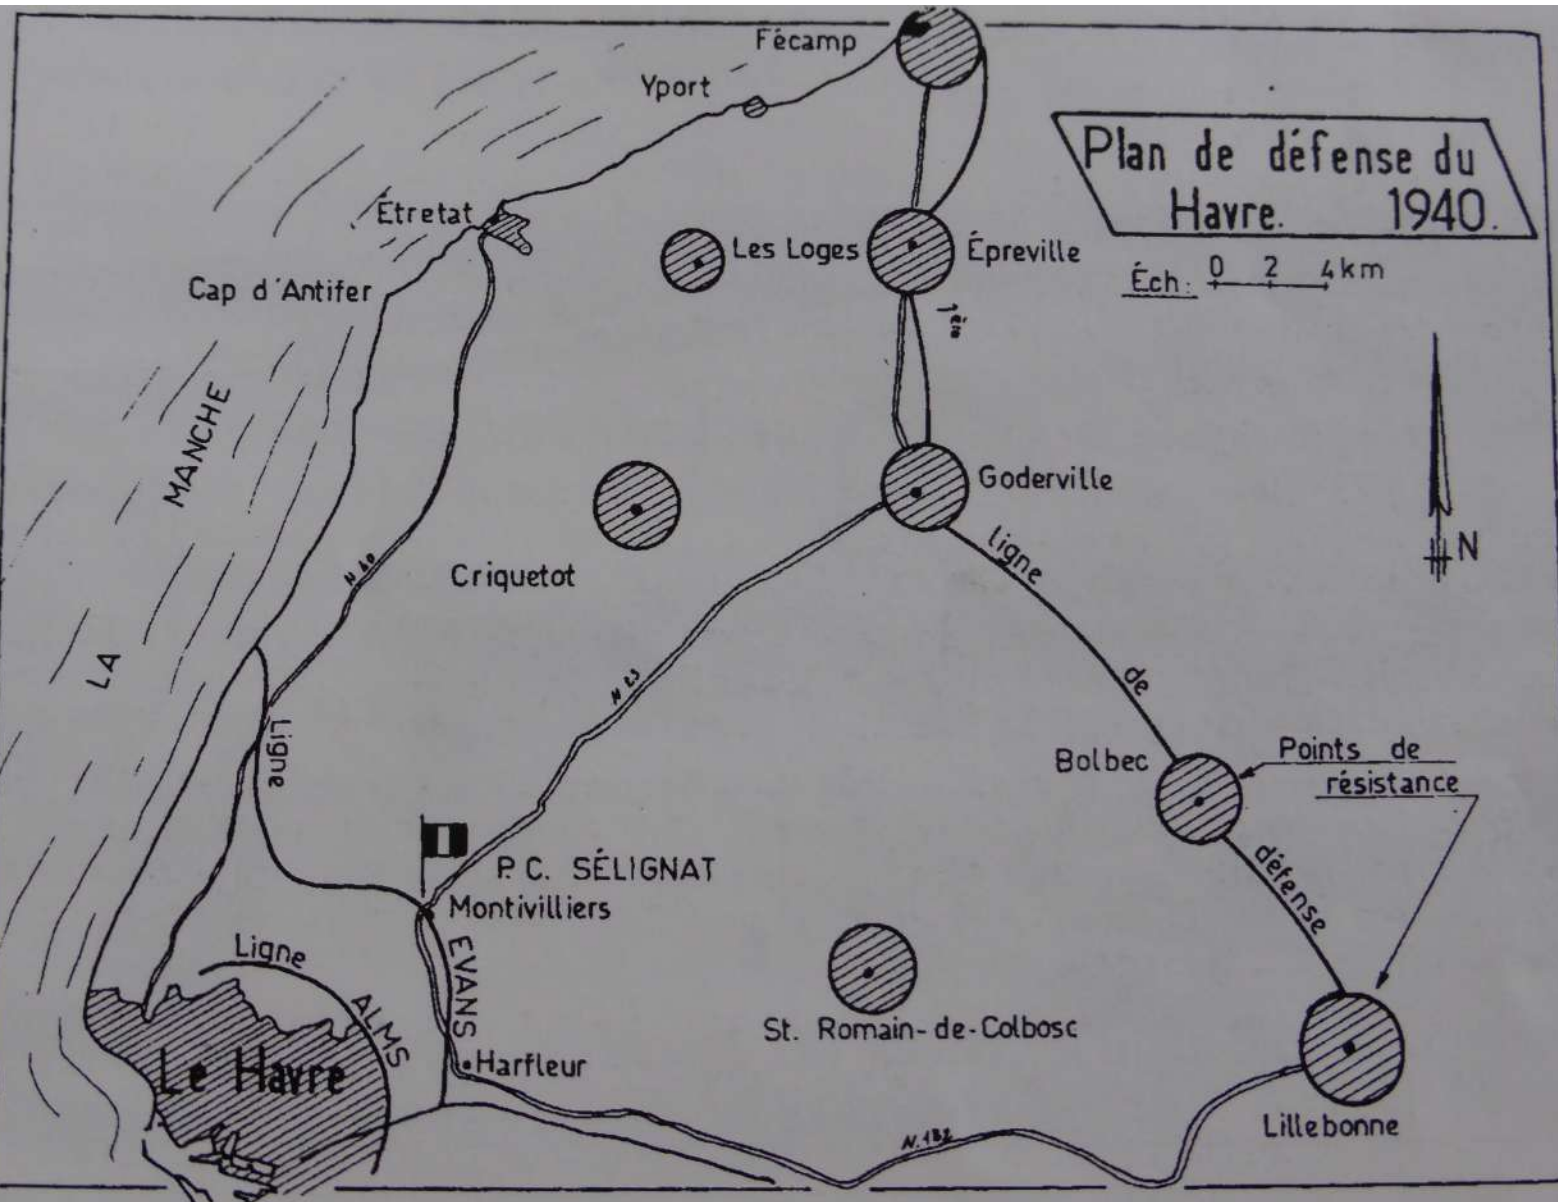 Fécamp
Yport
Plan de défense du
Havre. 1940.
Étretat
Les Loges
Épreville
Éch: 0 2 4km
Cap d'Antifer
1ère
MANCHE
Goderville
ligne
N
N 40
Criquetot
LA
de
Ligne
Bolbec
Points de
résistance
défense
P.C. SÉLIGNAT
Montivilliers
EVANS
Ligne
ALMS
St. Romain-de-Colbosc
Le Havre
Harfleur
Lillebonne